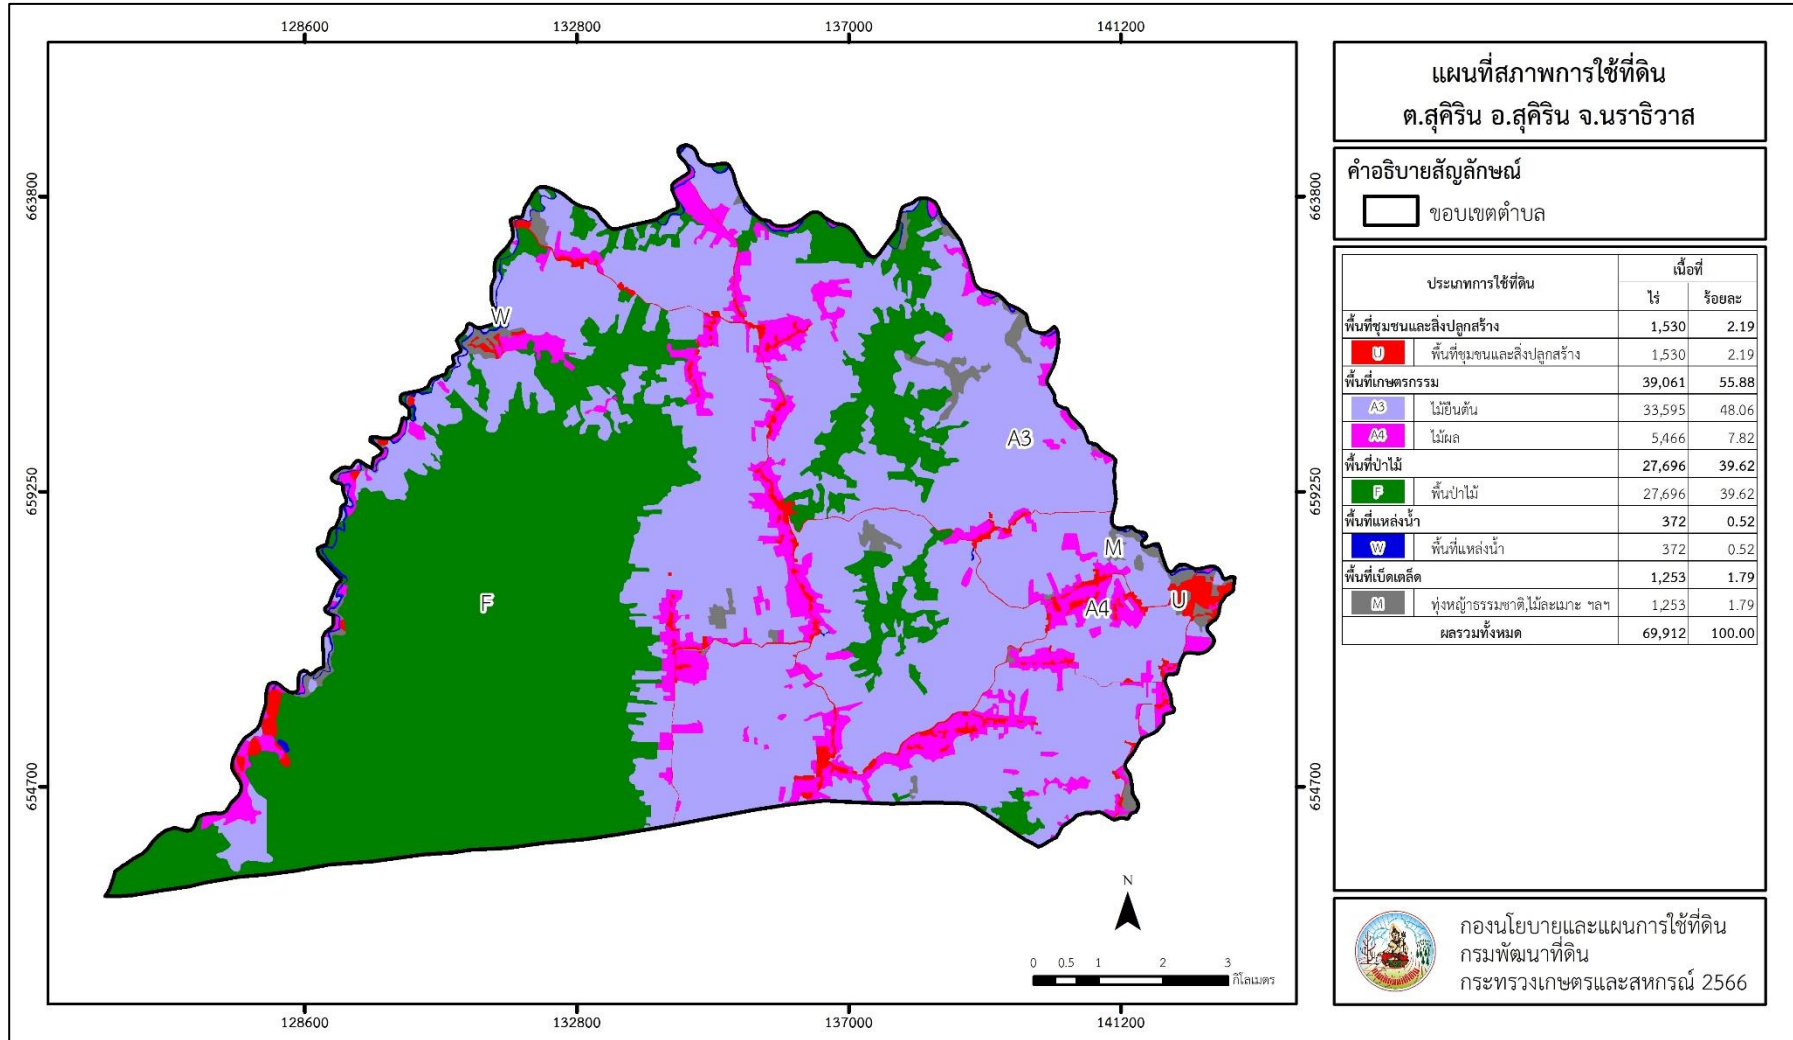 128600 132800 137000 141200
663800 663800
659250 659250
654700 654700
128600 132800 137000 141200
W
A3
M
F
A4
U
N
0 0.5 1 2 3
กิโลเมตร
แผนที่สภาพการใช้ที่ดิน
ต.สุคิริน อ.สุคิริน จ.นราธิวาส
คำอธิบายสัญลักษณ์
ขอบเขตตำบล
ประเภทการใช้ที่ดิน เนื้อที่
ไร่ ร้อยละ
พื้นที่ชุมชนและสิ่งปลูกสร้าง 1,530 2.19
U พื้นที่ชุมชนและสิ่งปลูกสร้าง 1,530 2.19
พื้นที่เกษตรกรรม 39,061 55.88
A3 ไม้ยืนต้น 33,595 48.06
A4 ไม้ผล 5,466 7.82
พื้นที่ป่าไม้ 27,696 39.62
F พื้นป่าไม้ 27,696 39.62
พื้นที่แหล่งน้ำ 372 0.52
W พื้นที่แหล่งน้ำ 372 0.52
พื้นที่เบ็ดเตล็ด 1,253 1.79
M ทุ่งหญ้าธรรมชาติ,ไม้ละเมาะ ฯลฯ 1,253 1.79
ผลรวมทั้งหมด 69,912 100.00
กองนโยบายและแผนการใช้ที่ดิน
กรมพัฒนาที่ดิน
กระทรวงเกษตรและสหกรณ์ 2566